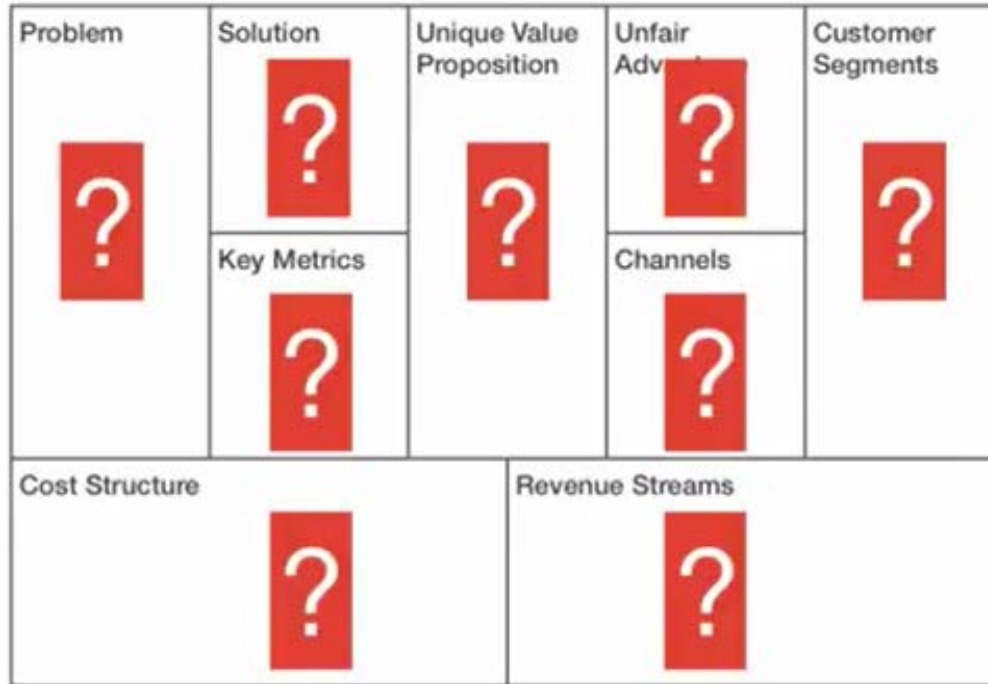 Problem
?
Solution
?
Key Metrics
?
Unique Value
Proposition
?
Unfair
?
Channels
?
Customer
Segments
?
Cost Structure
?
Revenue Streams
?